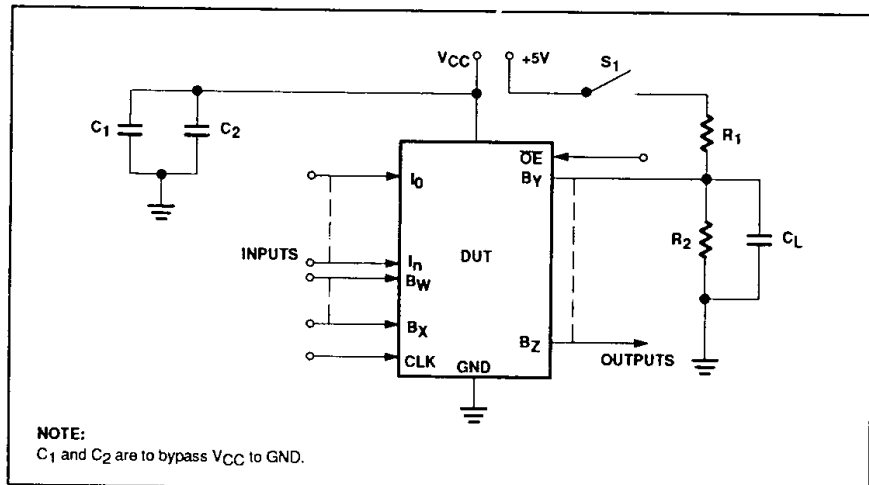 VCC
+5V
S1
C1
C2
R1
OE
I0
BY
R2
CL
INPUTS
In
DUT
BW
BX
BZ
CLK
GND
OUTPUTS
NOTE:
C1 and C2 are to bypass VCC to GND.